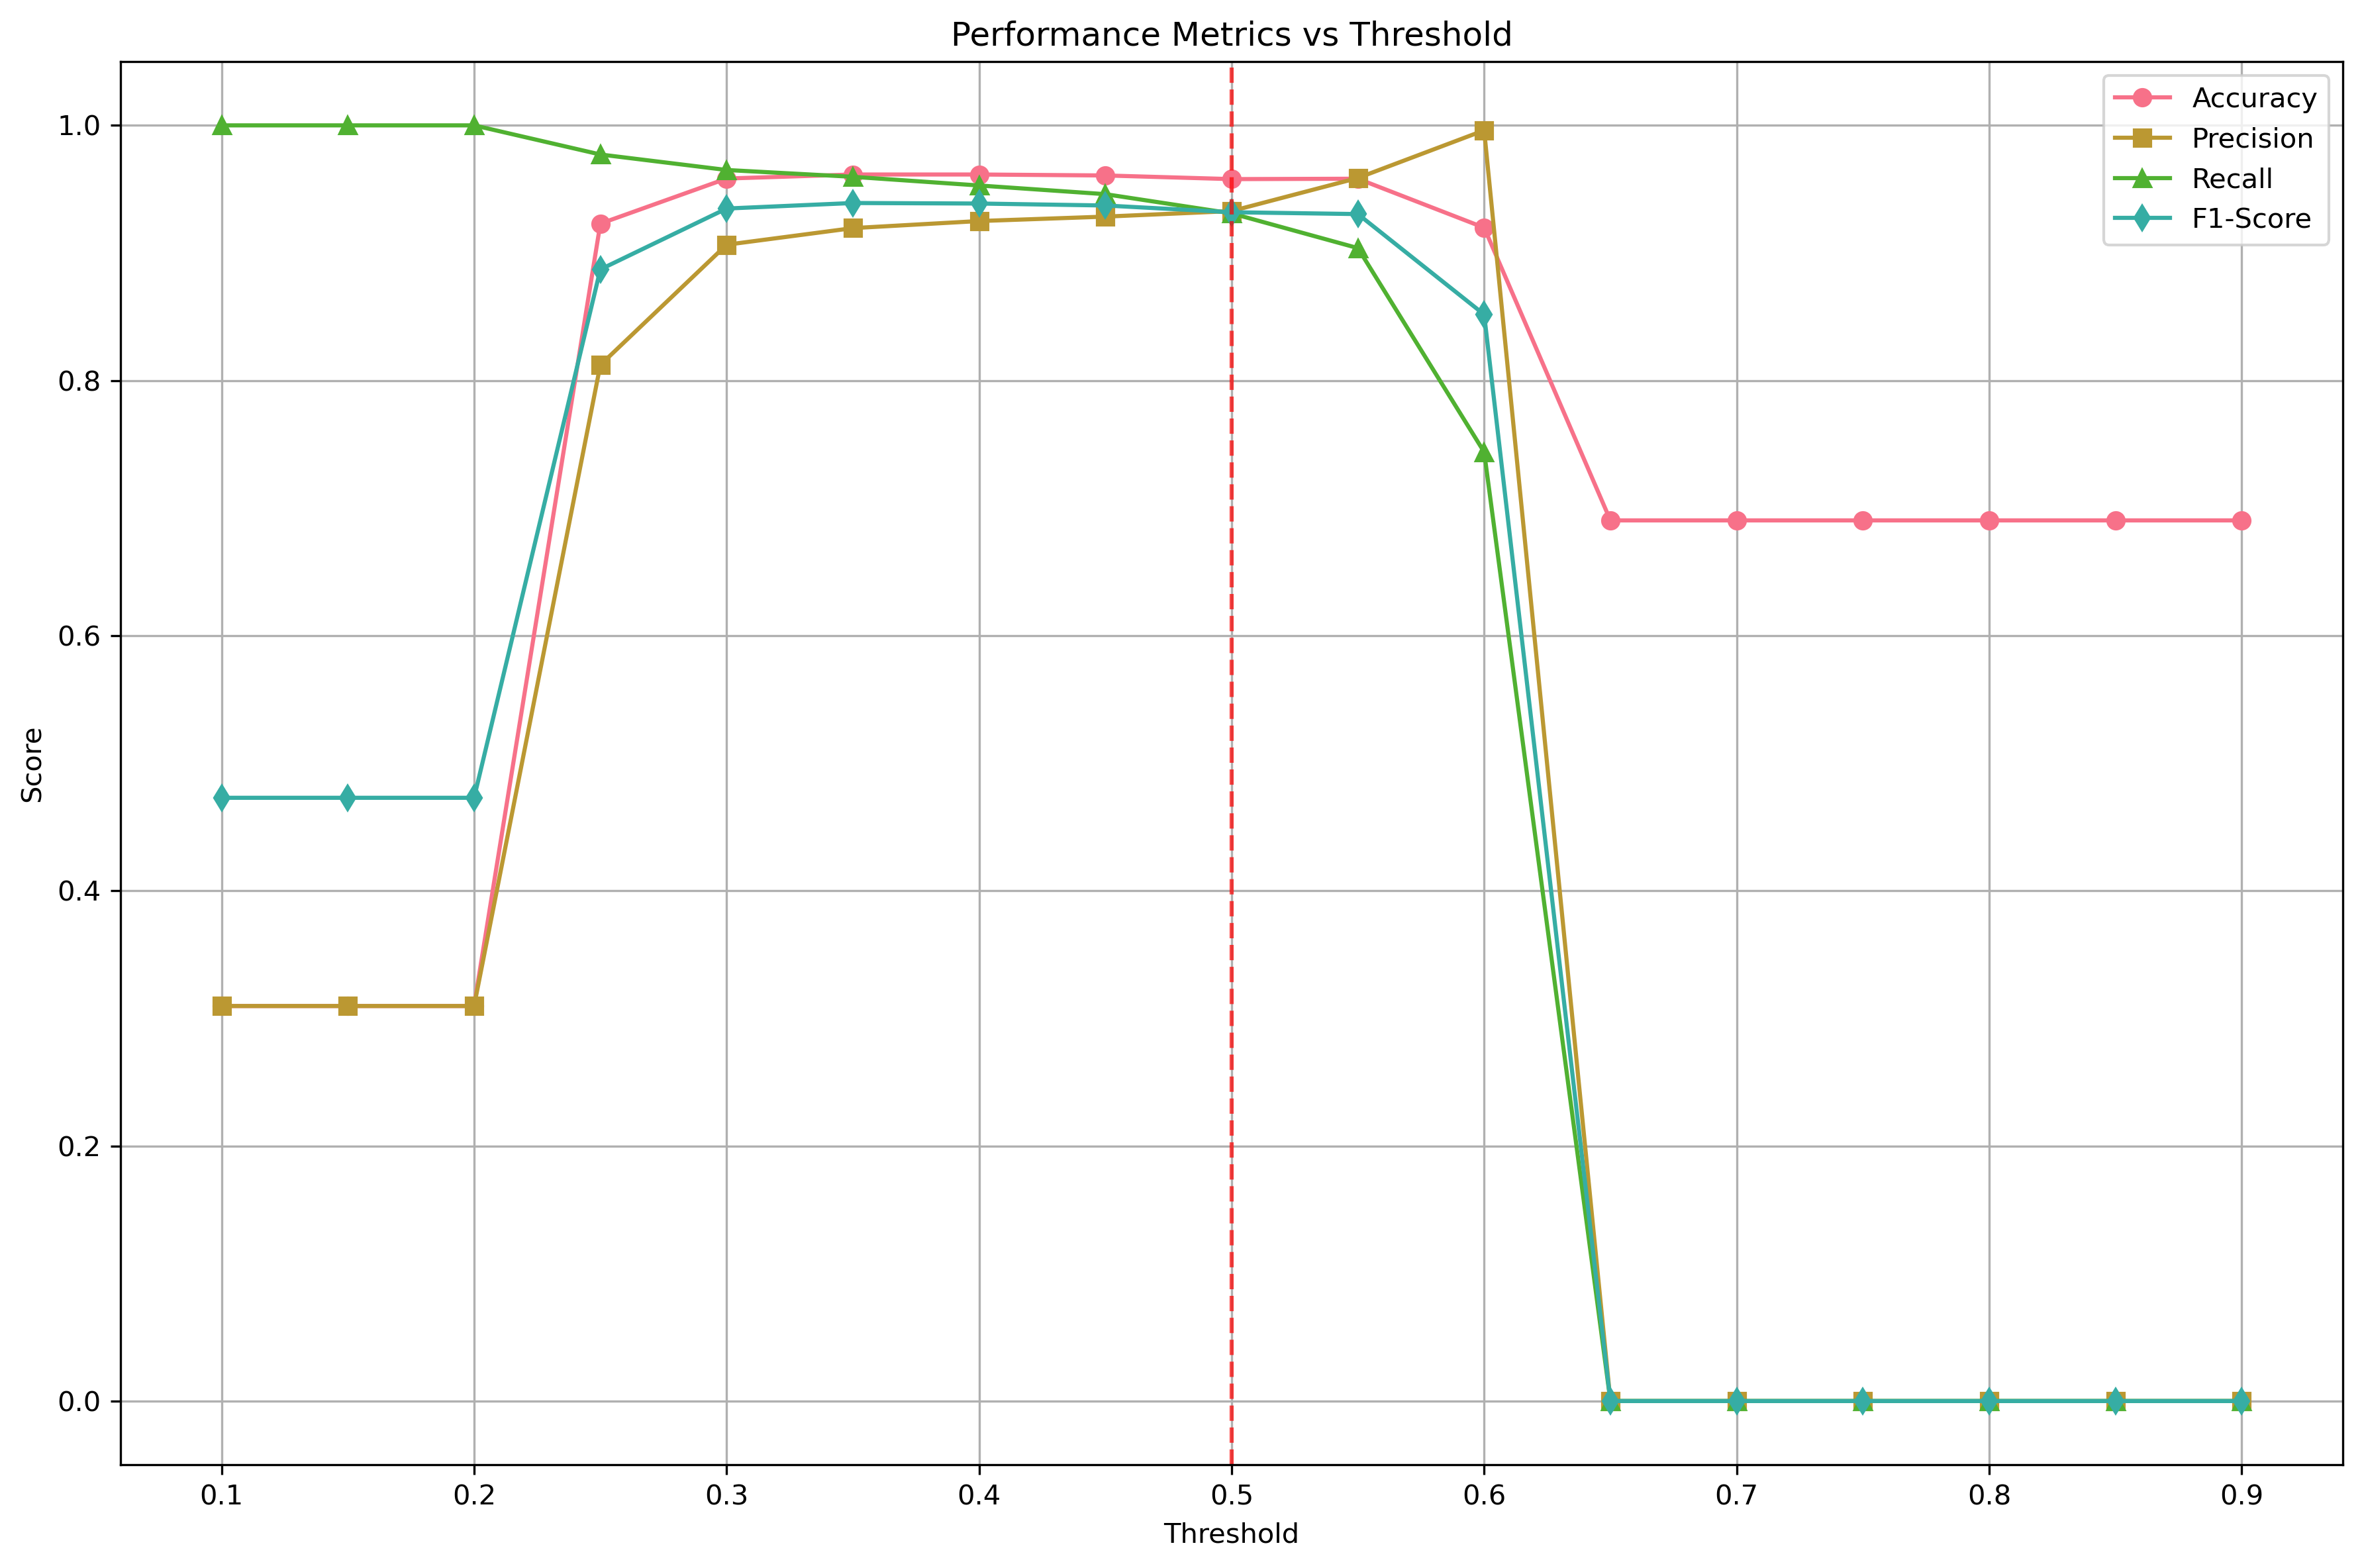 Performance Metrics vs Threshold
Accuracy
Precision
Recall
F1-Score
1.0
0.8
0.6
0.4
0.2
0.0
Score
0.1 0.2 0.3 0.4 0.5 0.6 0.7 0.8 0.9
Threshold